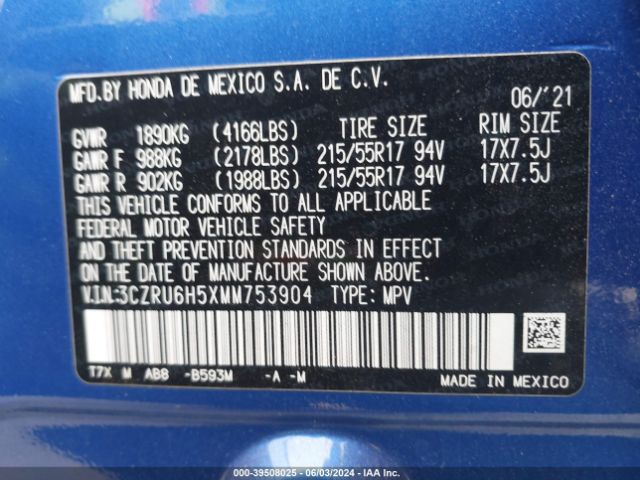 MFD.BY HONDA DE MEXICO S.A. DE C.V.
06/'21
GVWR 1890KG (4166LBS) TIRE SIZE RIM SIZE
GAWR F 988KG (2178LBS) 215/55R17 94V 17X7.5J
GAWR R 902KG (1988LBS) 215/55R17 94V 17X7.5J
THIS VEHICLE CONFORMS TO ALL APPLICABLE
FEDERAL MOTOR VEHICLE SAFETY
AND THEFT PREVENTION STANDARDS IN EFFECT
ON THE DATE OF MANUFACTURE SHOWN ABOVE.
V.I.N.:3CZRU6H5XMM753904 TYPE: MPV
T7X M AB8 -B593M -A -M
MADE IN MEXICO
000-39508025 - 06/03/2024 - IAA Inc.